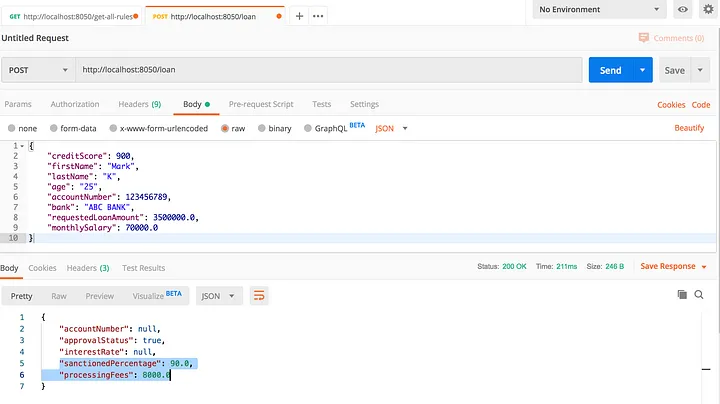 GET http://localhost:8050/get-all-rules POST http://localhost:8050/loan + ••• No Environment
Untitled Request Comments (0)
POST http://localhost:8050/loan Send Save
Params Authorization Headers (9) Body Pre-request Script Tests Settings Cookies Code
none form-data x-www-form-urlencoded raw binary GraphQL BETA JSON Beautify
1 {
2 "creditScore": 900,
3 "firstName": "Mark",
4 "lastName": "K",
5 "age": "25",
6 "accountNumber": 123456789,
7 "bank": "ABC BANK",
8 "requestedLoanAmount": 3500000.0,
9 "monthlySalary": 70000.0
10 }
Body Cookies Headers (3) Test Results Status: 200 OK Time: 211ms Size: 246 B Save Response
Pretty Raw Preview Visualize BETA JSON
1 {
2 "accountNumber": null,
3 "approvalStatus": true,
4 "interestRate": null,
5 "sanctionedPercentage": 90.0,
6 "processingFees": 8000.0
7 }